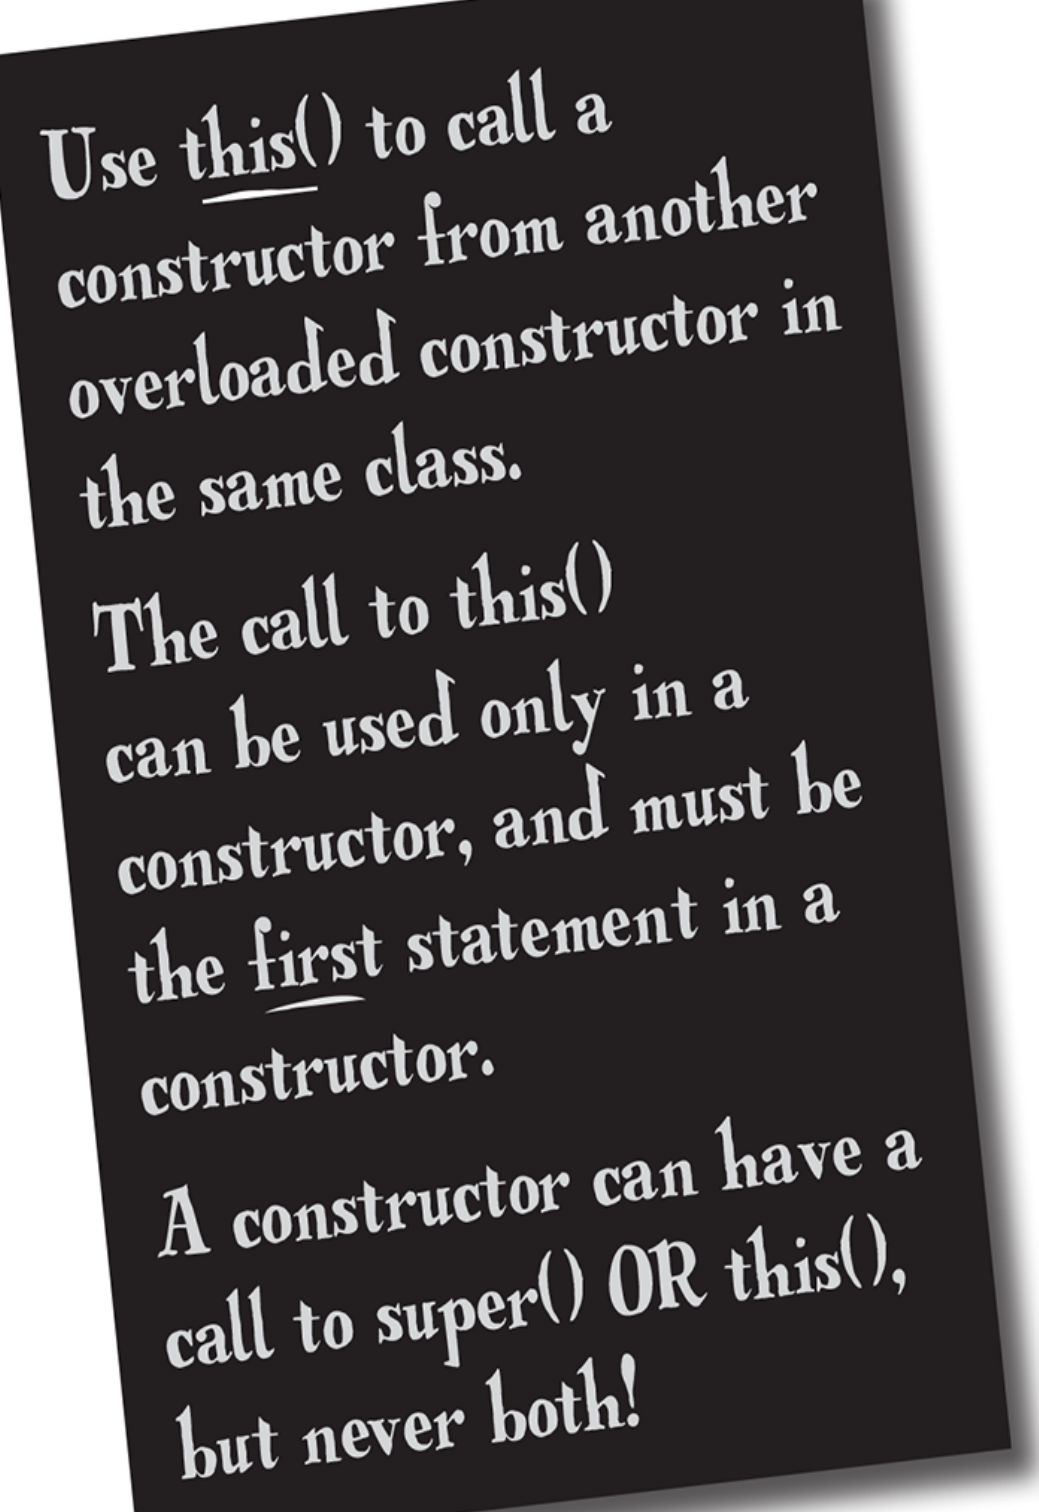 Use this() to call a
constructor from another
overloaded constructor in
the same class.
The call to this()
can be used only in a
constructor, and must be
the first statement in a
constructor.
A constructor can have a
call to super() OR this(),
but never both!